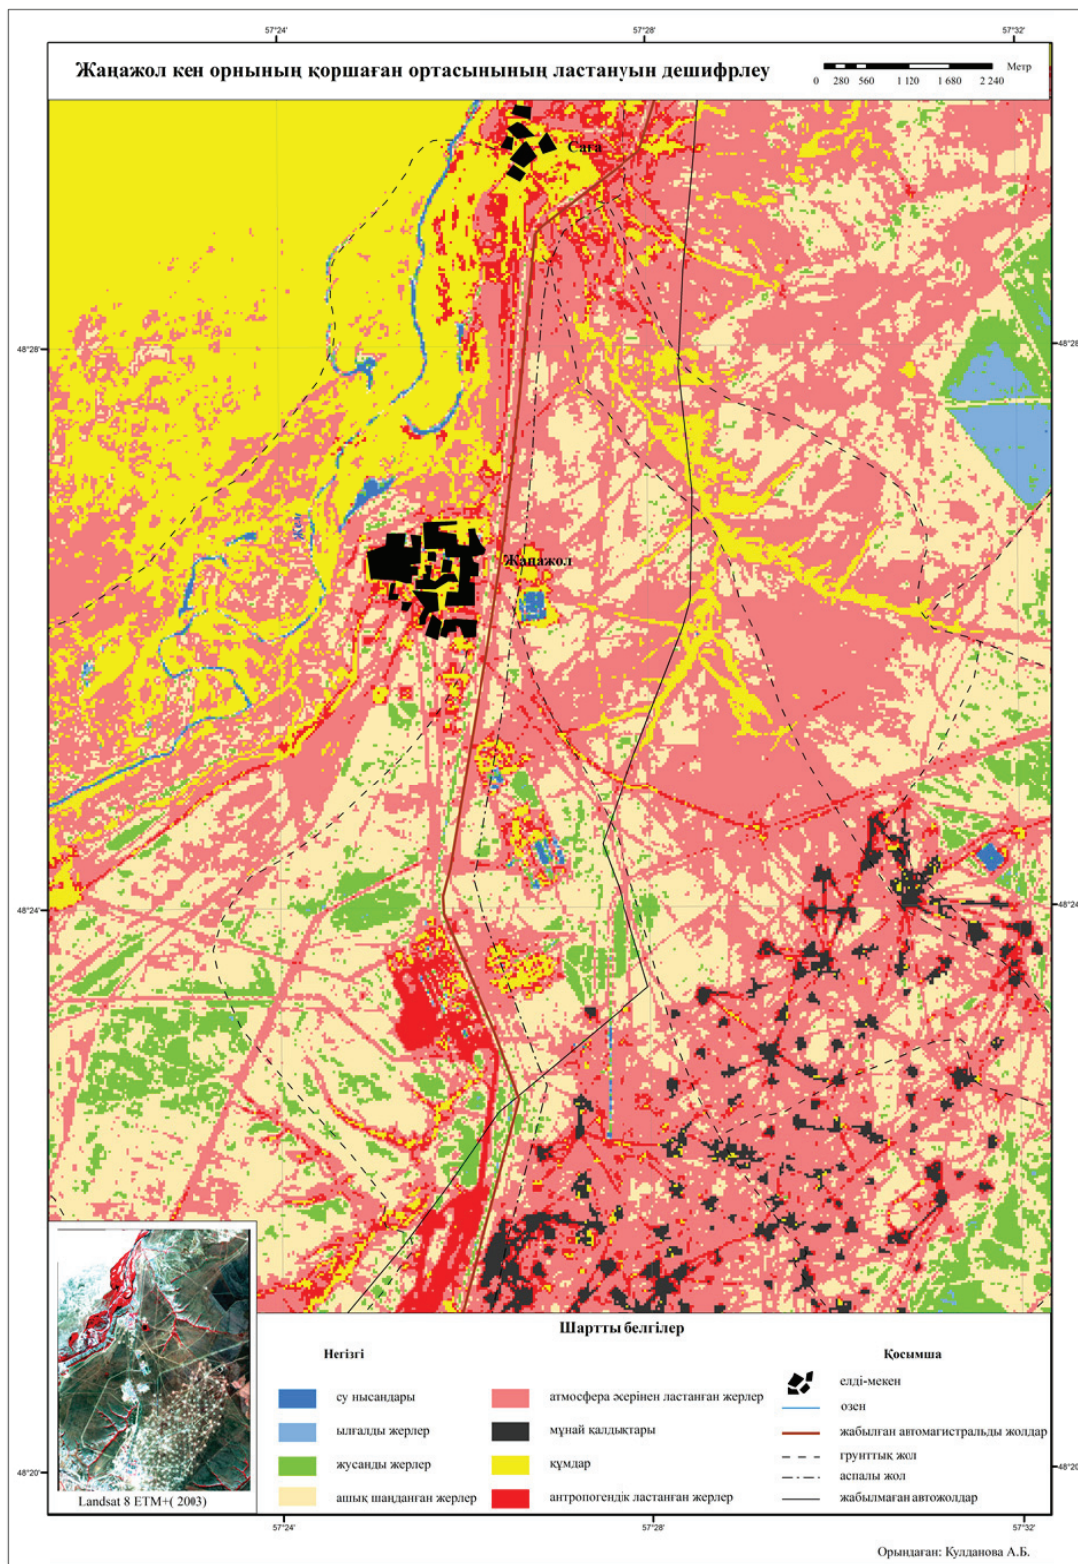 57°24'
57°28'
57°32'
Жаңажол кен орнының қоршаған ортасынының ластануын дешифрлеу
Метр
0 280 560 1 120 1 680 2 240
Сага
48°28'
48°28'
Жем
Жаңажол
48°24'
48°24'
Landsat 8 ETM+( 2003)
Шартты белгілер
Негізгі
Қосымша
су нысандары
ылғалды жерлер
жусанды жерлер
ашық шаңданған жерлер
атмосфера әсерінен ластанған жерлер
мұнай қалдықтары
құмдар
антропогендік ластанған жерлер
елді-мекен
өзен
жабылған автомагистральды жолдар
грунттық жол
аспалы жол
жабылмаған автожолдар
48°20'
48°20'
57°24'
57°28'
57°32'
Орындаған: Кулданова А.Б.